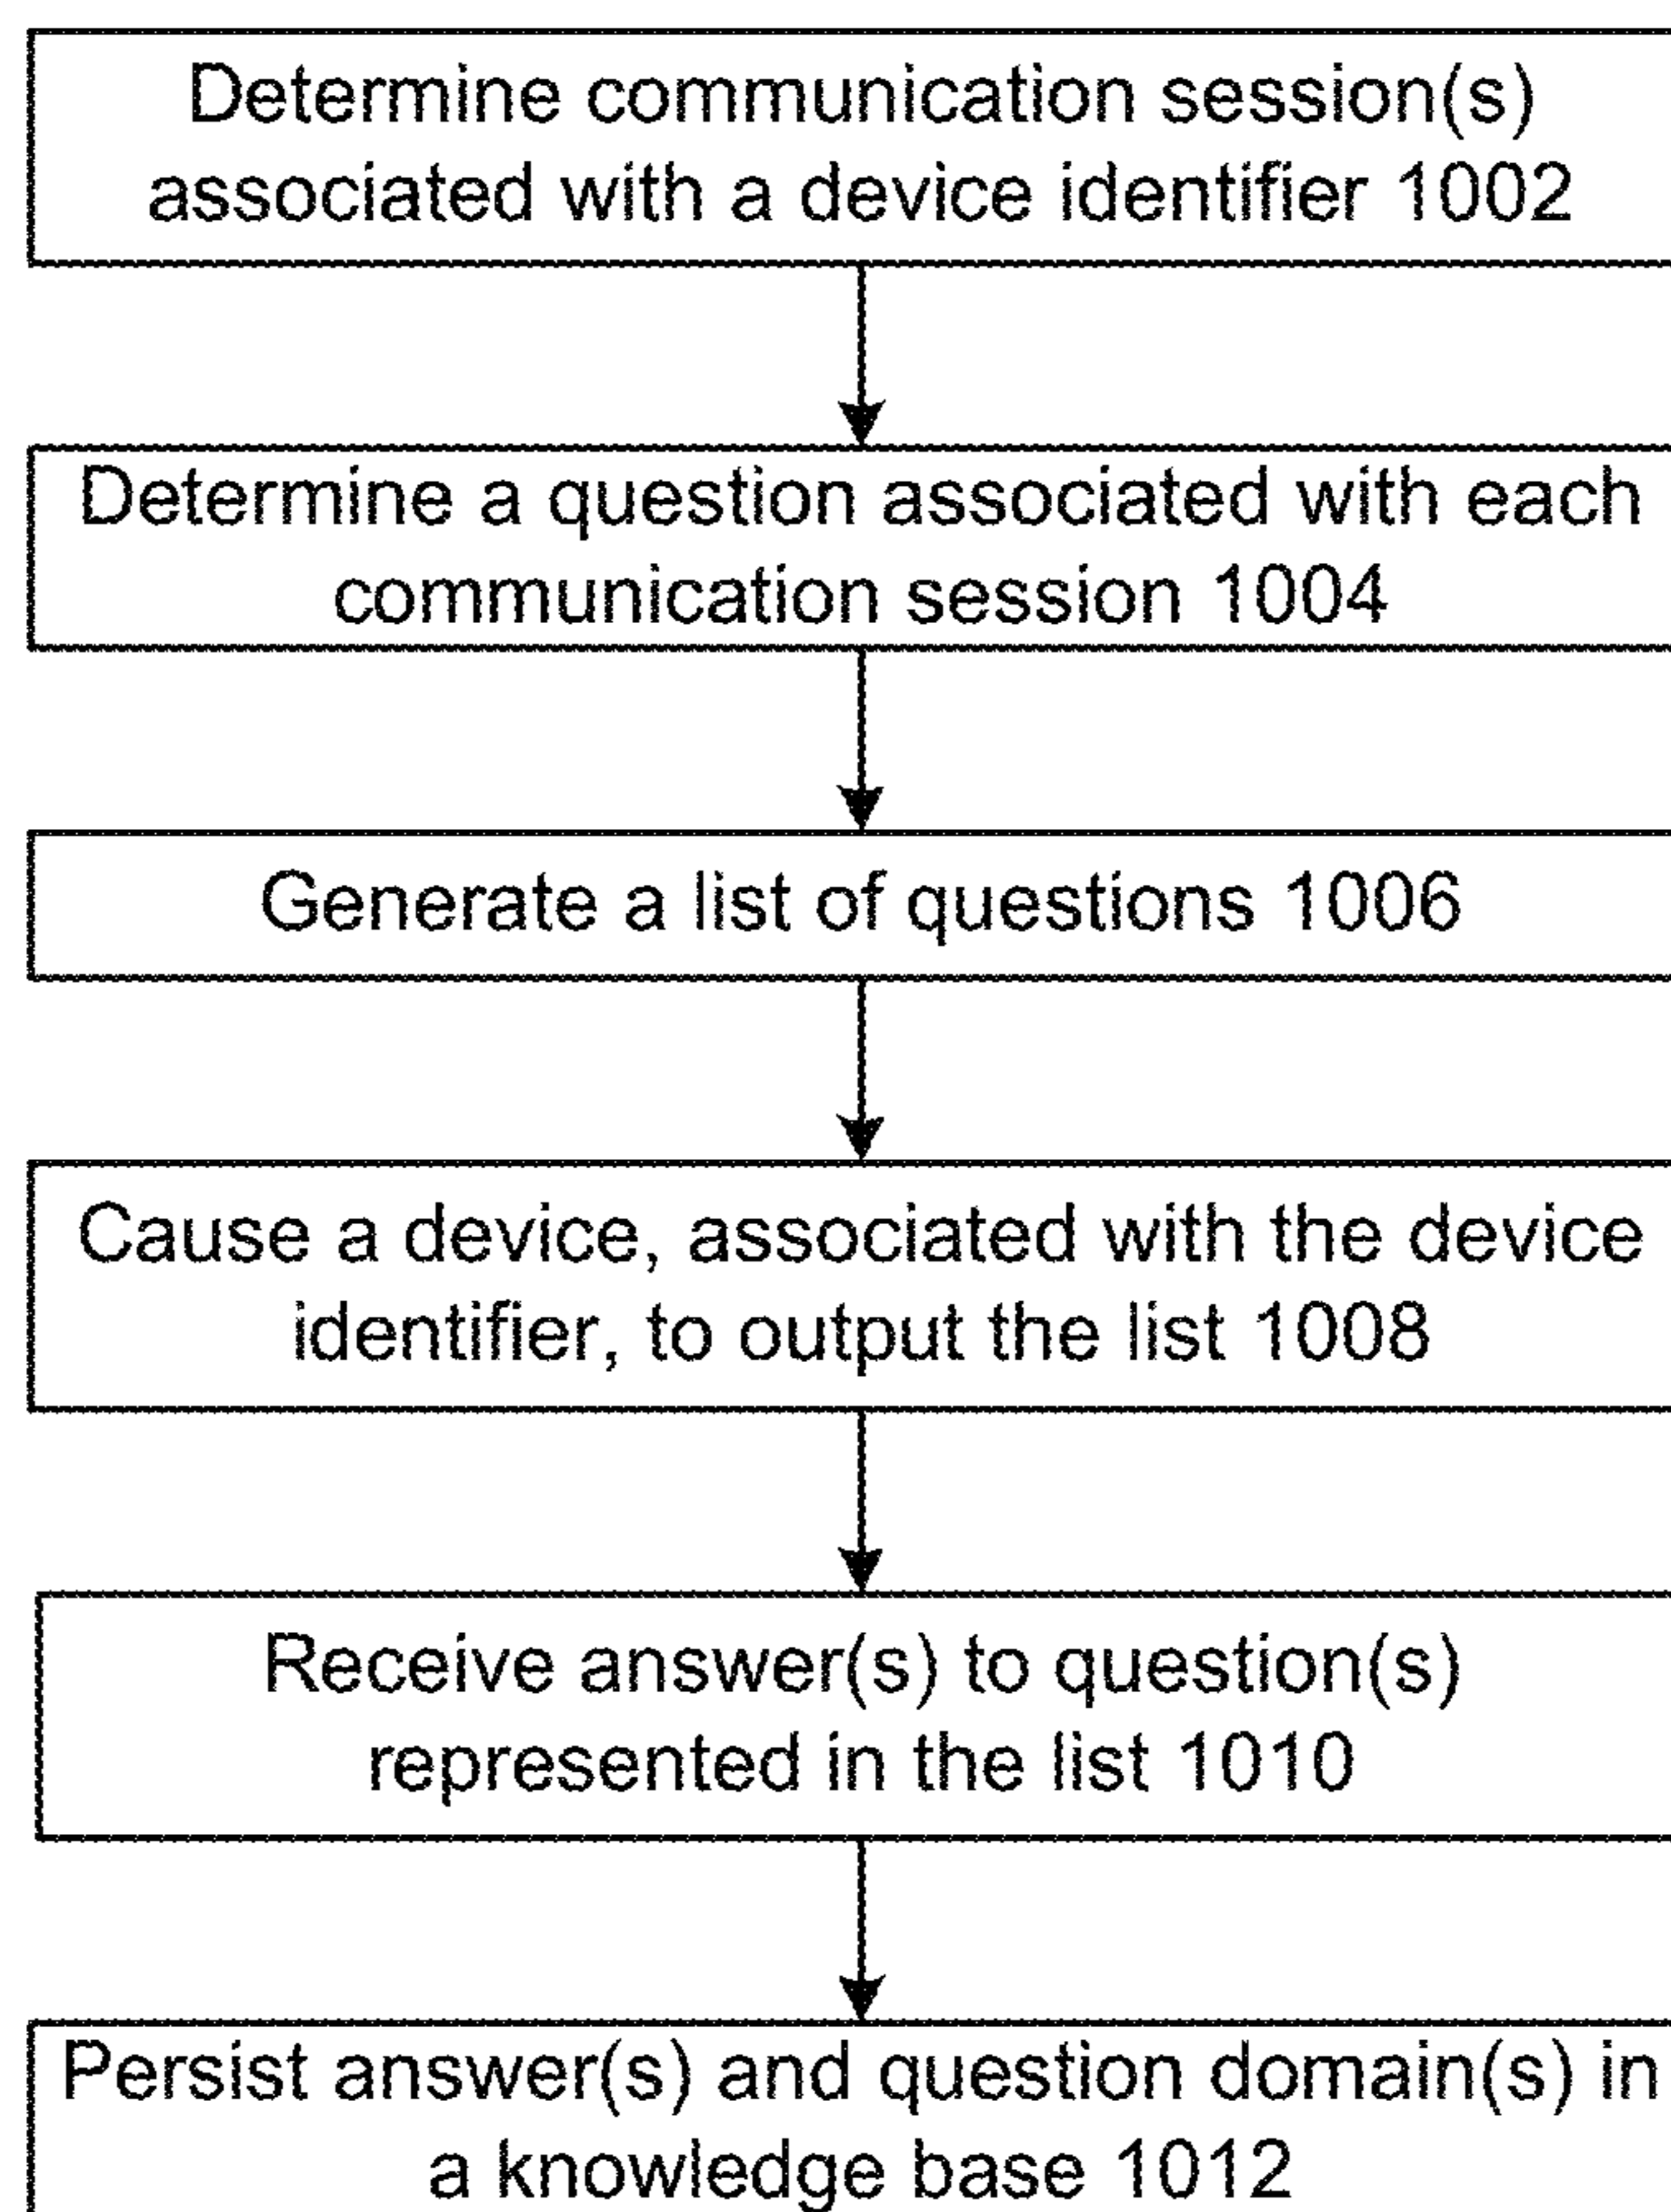 Determine communication session(s)
associated with a device identifier 1002
Determine a question associated with each
communication session 1004
Generate a list of questions 1006
Cause a device, associated with the device
identifier, to output the list 1008
Receive answer(s) to question(s)
represented in the list 1010
Persist answer(s) and question domain(s) in
a knowledge base 1012